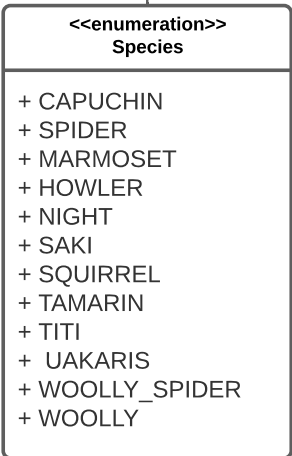 <<enumeration>>
Species
+ CAPUCHIN
+ SPIDER
+ MARMOSET
+ HOWLER
+ NIGHT
+ SAKI
+ SQUIRREL
+ TAMARIN
+ TITI
+  UAKARIS
+ WOOLLY_SPIDER
+ WOOLLY